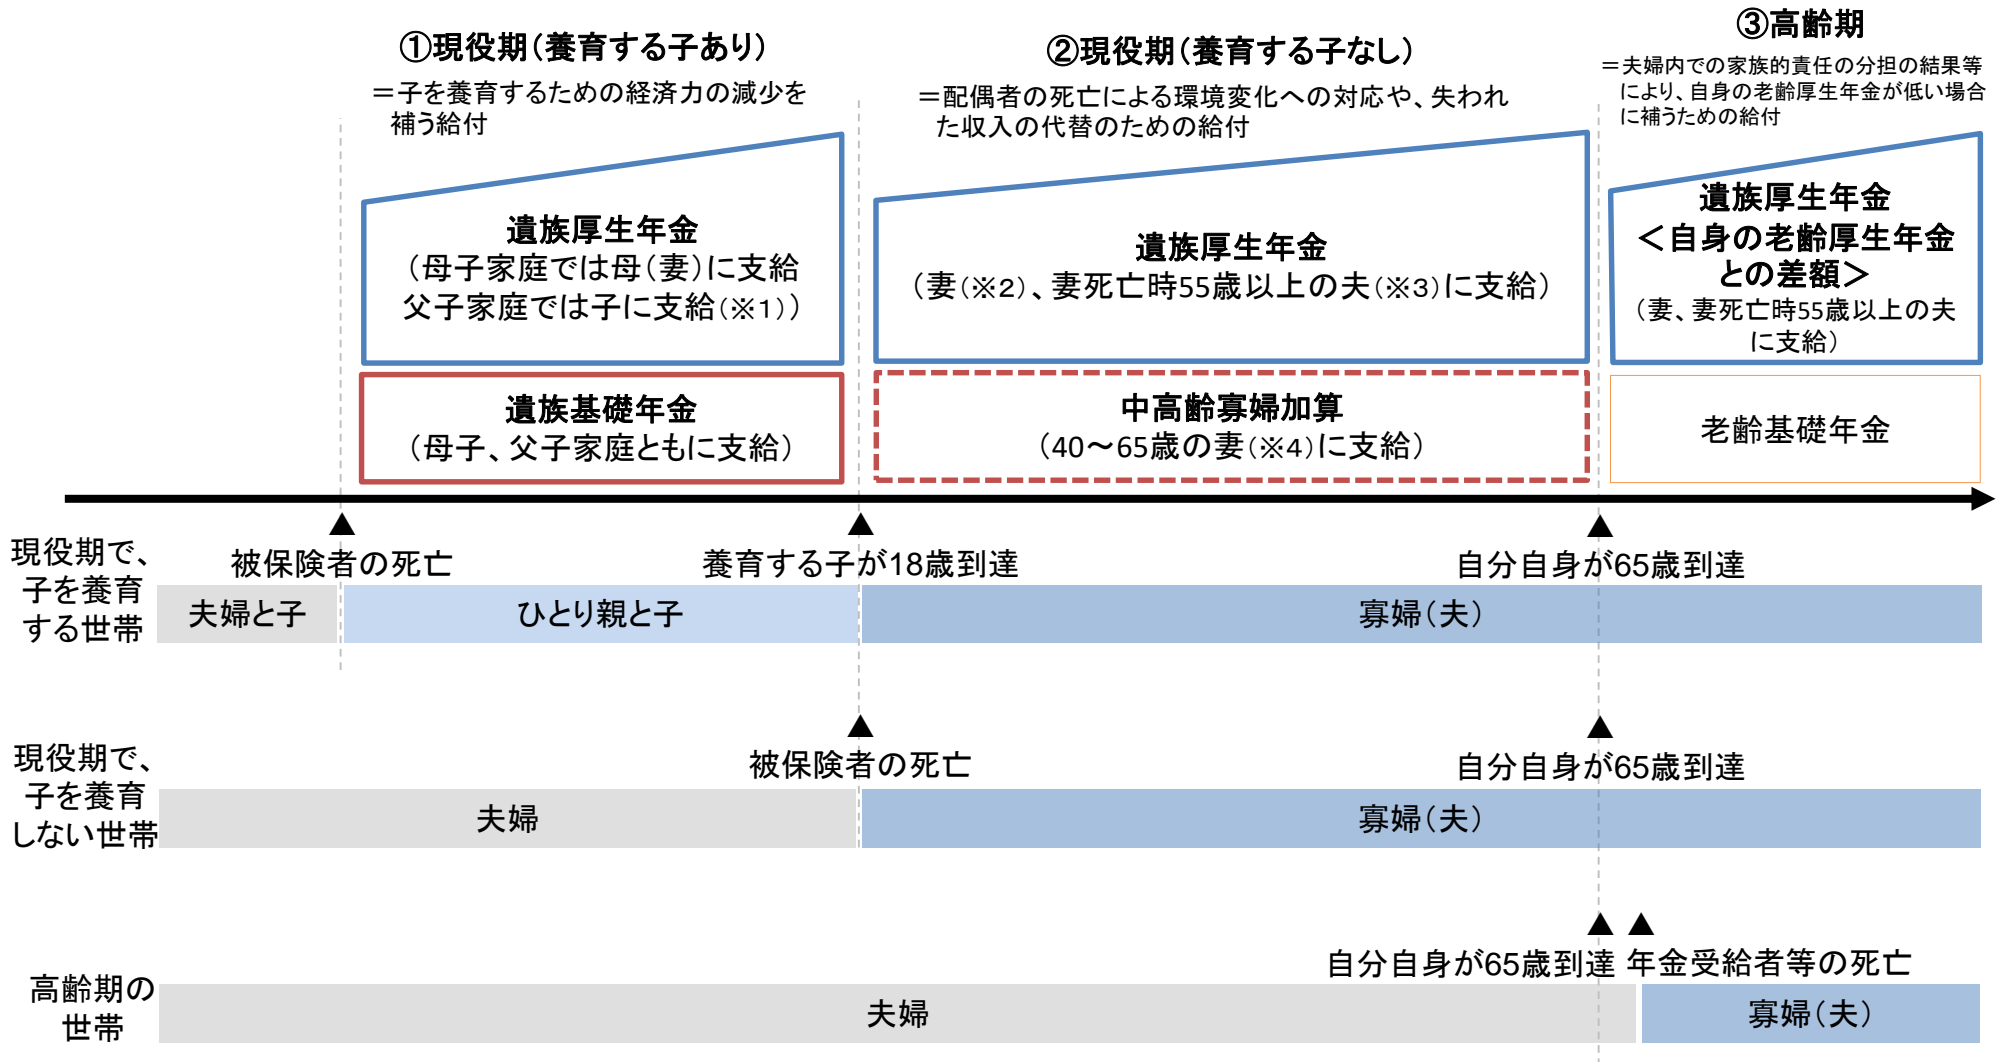 ①現役期（養育する子あり）
＝子を養育するための経済力の減少を
補う給付
②現役期（養育する子なし）
＝配偶者の死亡による環境変化への対応や、失われ
た収入の代替のための給付
③高齢期
＝夫婦内での家族的責任の分担の結果等
により、自身の老齢厚生年金が低い場合
に補うための給付
遺族厚生年金
（母子家庭では母（妻）に支給
父子家庭では子に支給（※1））
遺族厚生年金
（妻（※2）、妻死亡時55歳以上の夫（※3）に支給）
遺族厚生年金
＜自身の老齢厚生年金
との差額＞
（妻、妻死亡時55歳以上の夫
に支給）
遺族基礎年金
（母子、父子家庭ともに支給）
中高齢寡婦加算
（40～65歳の妻（※4）に支給）
老齢基礎年金
現役期で、
子を養育
する世帯
▲
被保険者の死亡
▲
養育する子が18歳到達
▲
自分自身が65歳到達
夫婦と子
ひとり親と子
寡婦（夫）
現役期で、
子を養育
しない世帯
▲
被保険者の死亡
▲
自分自身が65歳到達
夫婦
寡婦（夫）
高齢期の
世帯
▲
自分自身が65歳到達
▲
年金受給者等の死亡
夫婦
寡婦（夫）